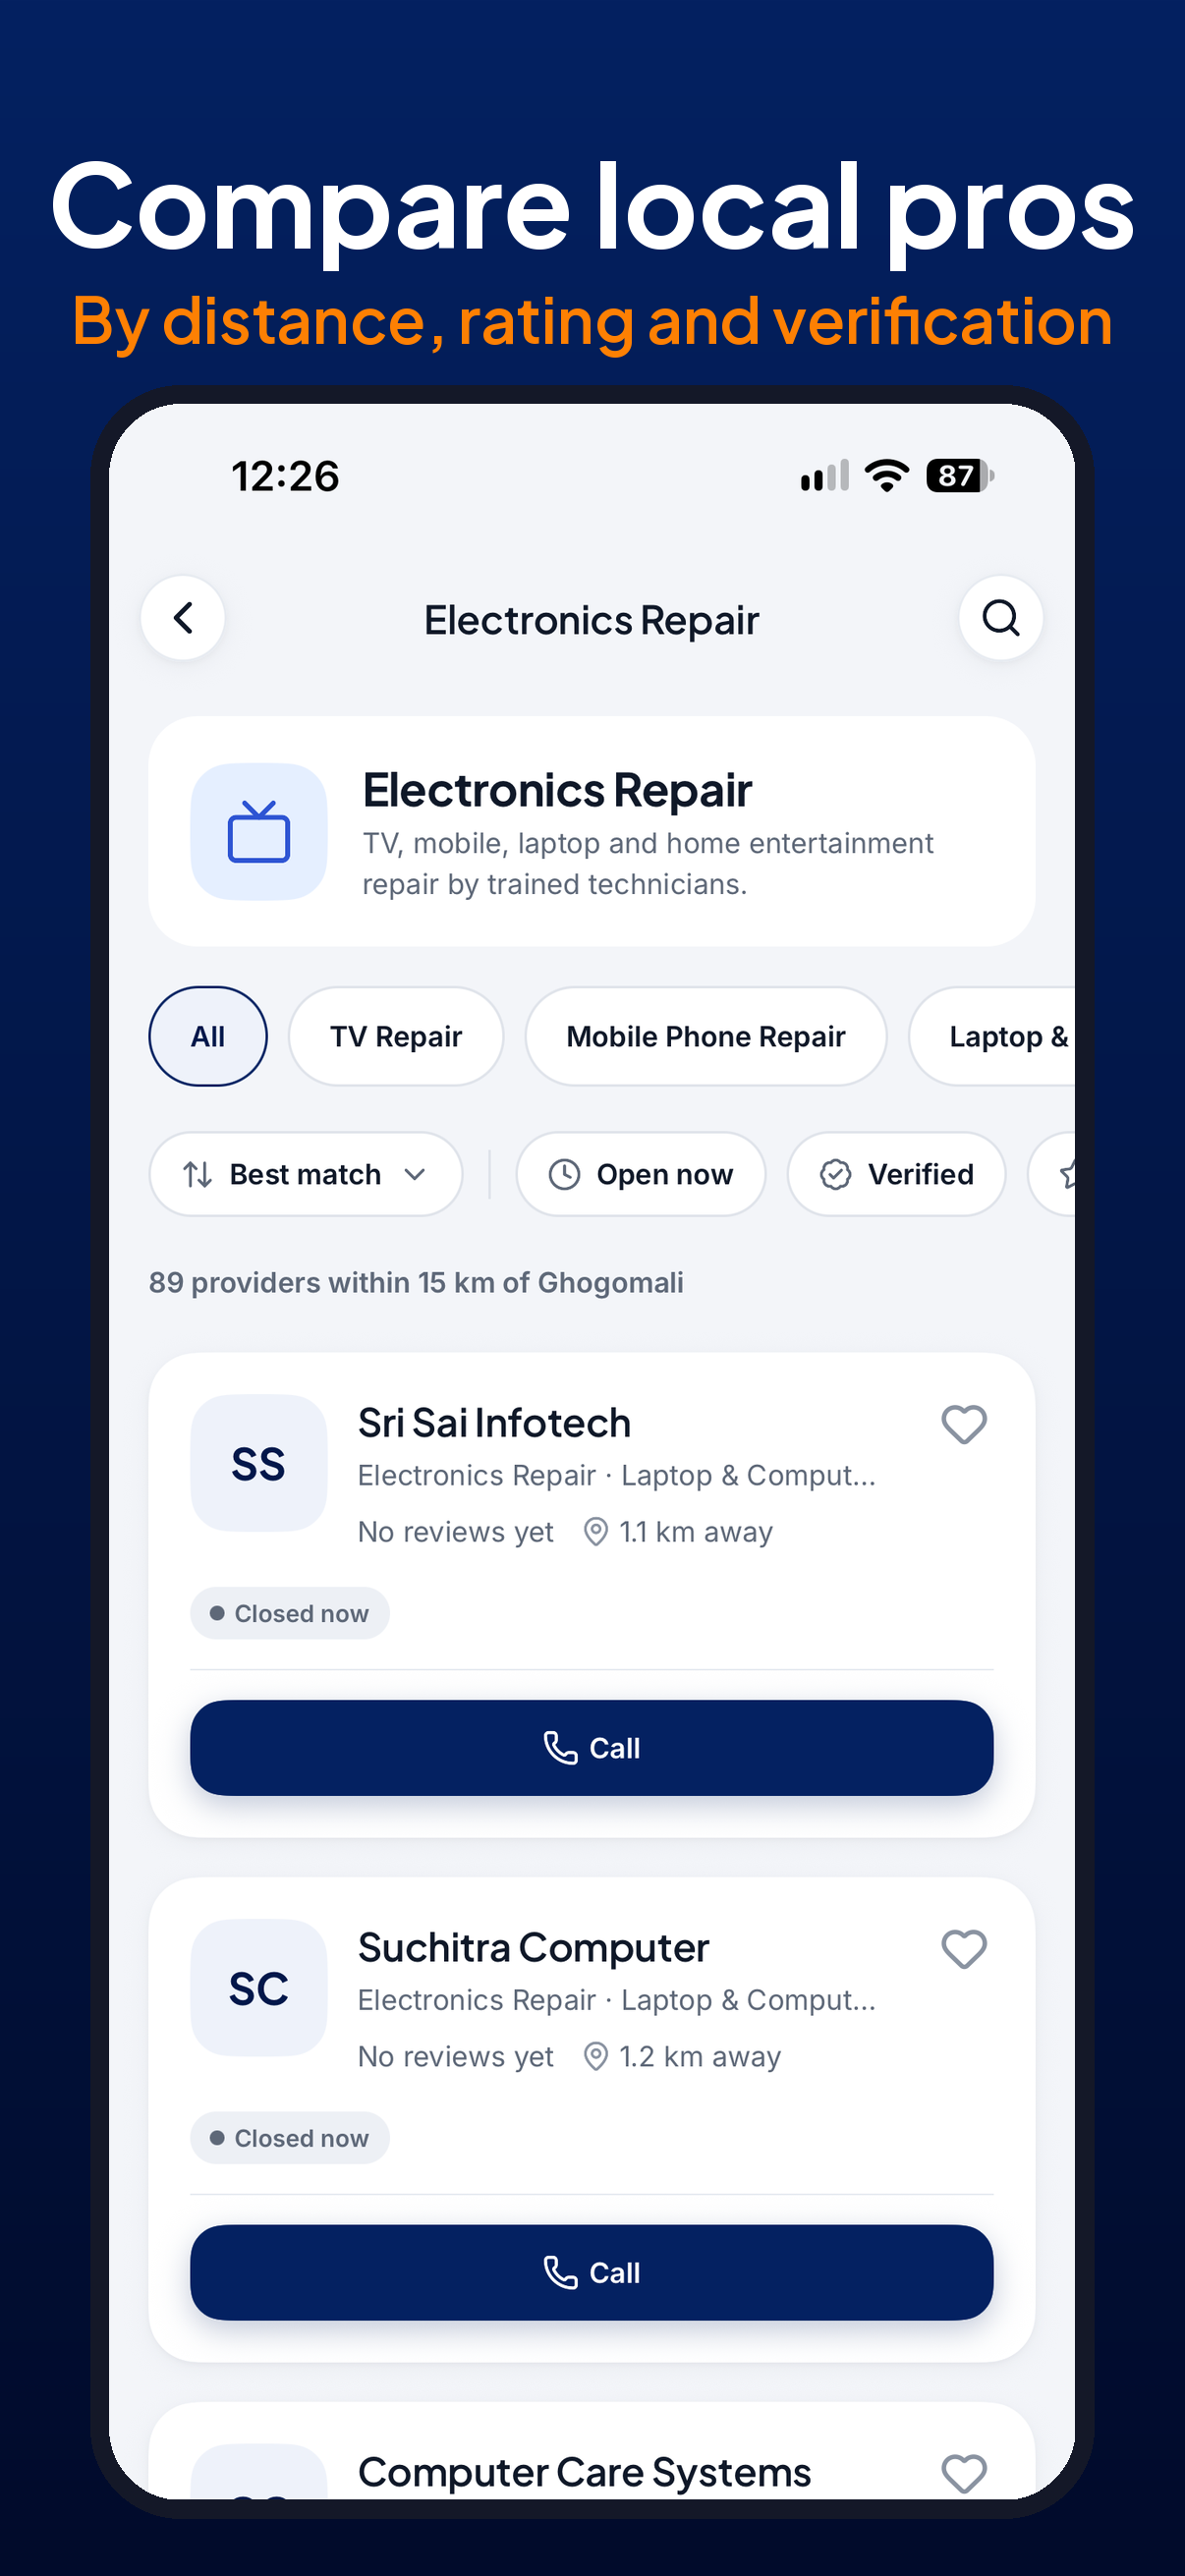 Compare local pros
By distance, rating and verification
12:26
87
Electronics Repair
Electronics Repair
TV, mobile, laptop and home entertainment
repair by trained technicians.
All
TV Repair
Mobile Phone Repair
Laptop &
Best match
Open now
Verified
89 providers within 15 km of Ghogomali
SS
Sri Sai Infotech
Electronics Repair · Laptop & Comput...
No reviews yet
1.1 km away
Closed now
Call
SC
Suchitra Computer
Electronics Repair · Laptop & Comput...
No reviews yet
1.2 km away
Closed now
Call
Computer Care Systems